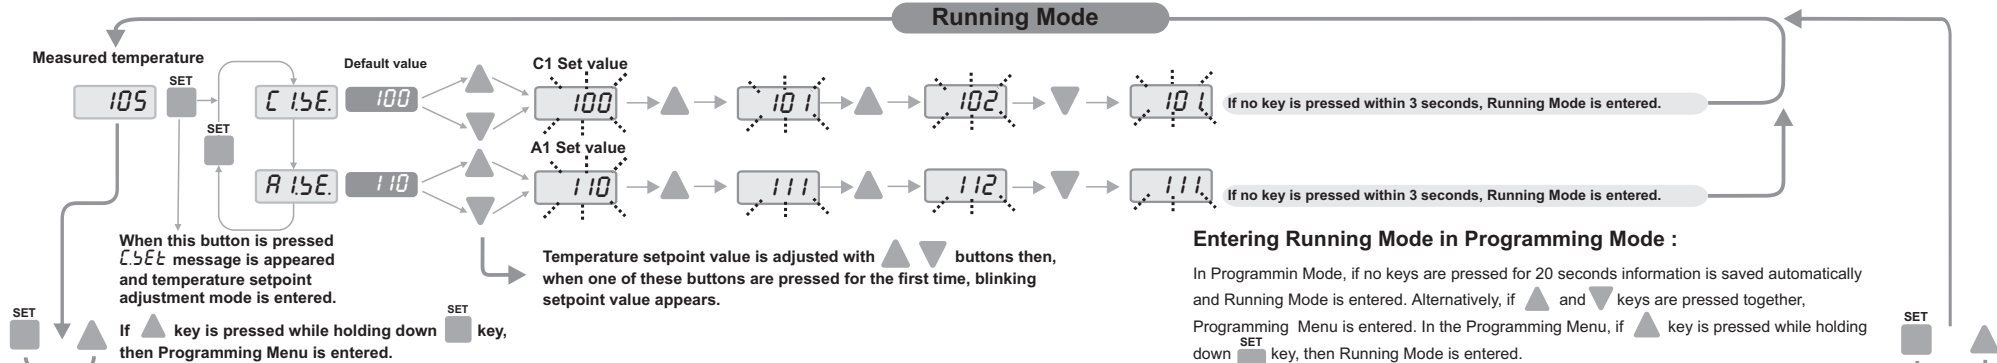 Running Mode
Measured temperature
Default value
C1 Set value
SET
105
C1.SE.
100
100
101
102.
101.
If no key is pressed within 3 seconds, Running Mode is entered.
SET
A1 Set value
A1.SE.
110
110
111
112.
111.
If no key is pressed within 3 seconds, Running Mode is entered.
When this button is pressed
C.SEt message is appeared
and temperature setpoint
adjustment mode is entered.
Temperature setpoint value is adjusted with buttons then,
when one of these buttons are pressed for the first time, blinking
setpoint value appears.
Entering Running Mode in Programming Mode :
In Programmin Mode, if no keys are pressed for 20 seconds information is saved automatically
and Running Mode is entered. Alternatively, if and keys are pressed together,
Programming Menu is entered. In the Programming Menu, if key is pressed while holding
down SET key, then Running Mode is entered.
SET
If key is pressed while holding down SET key,
then Programming Menu is entered.
SET